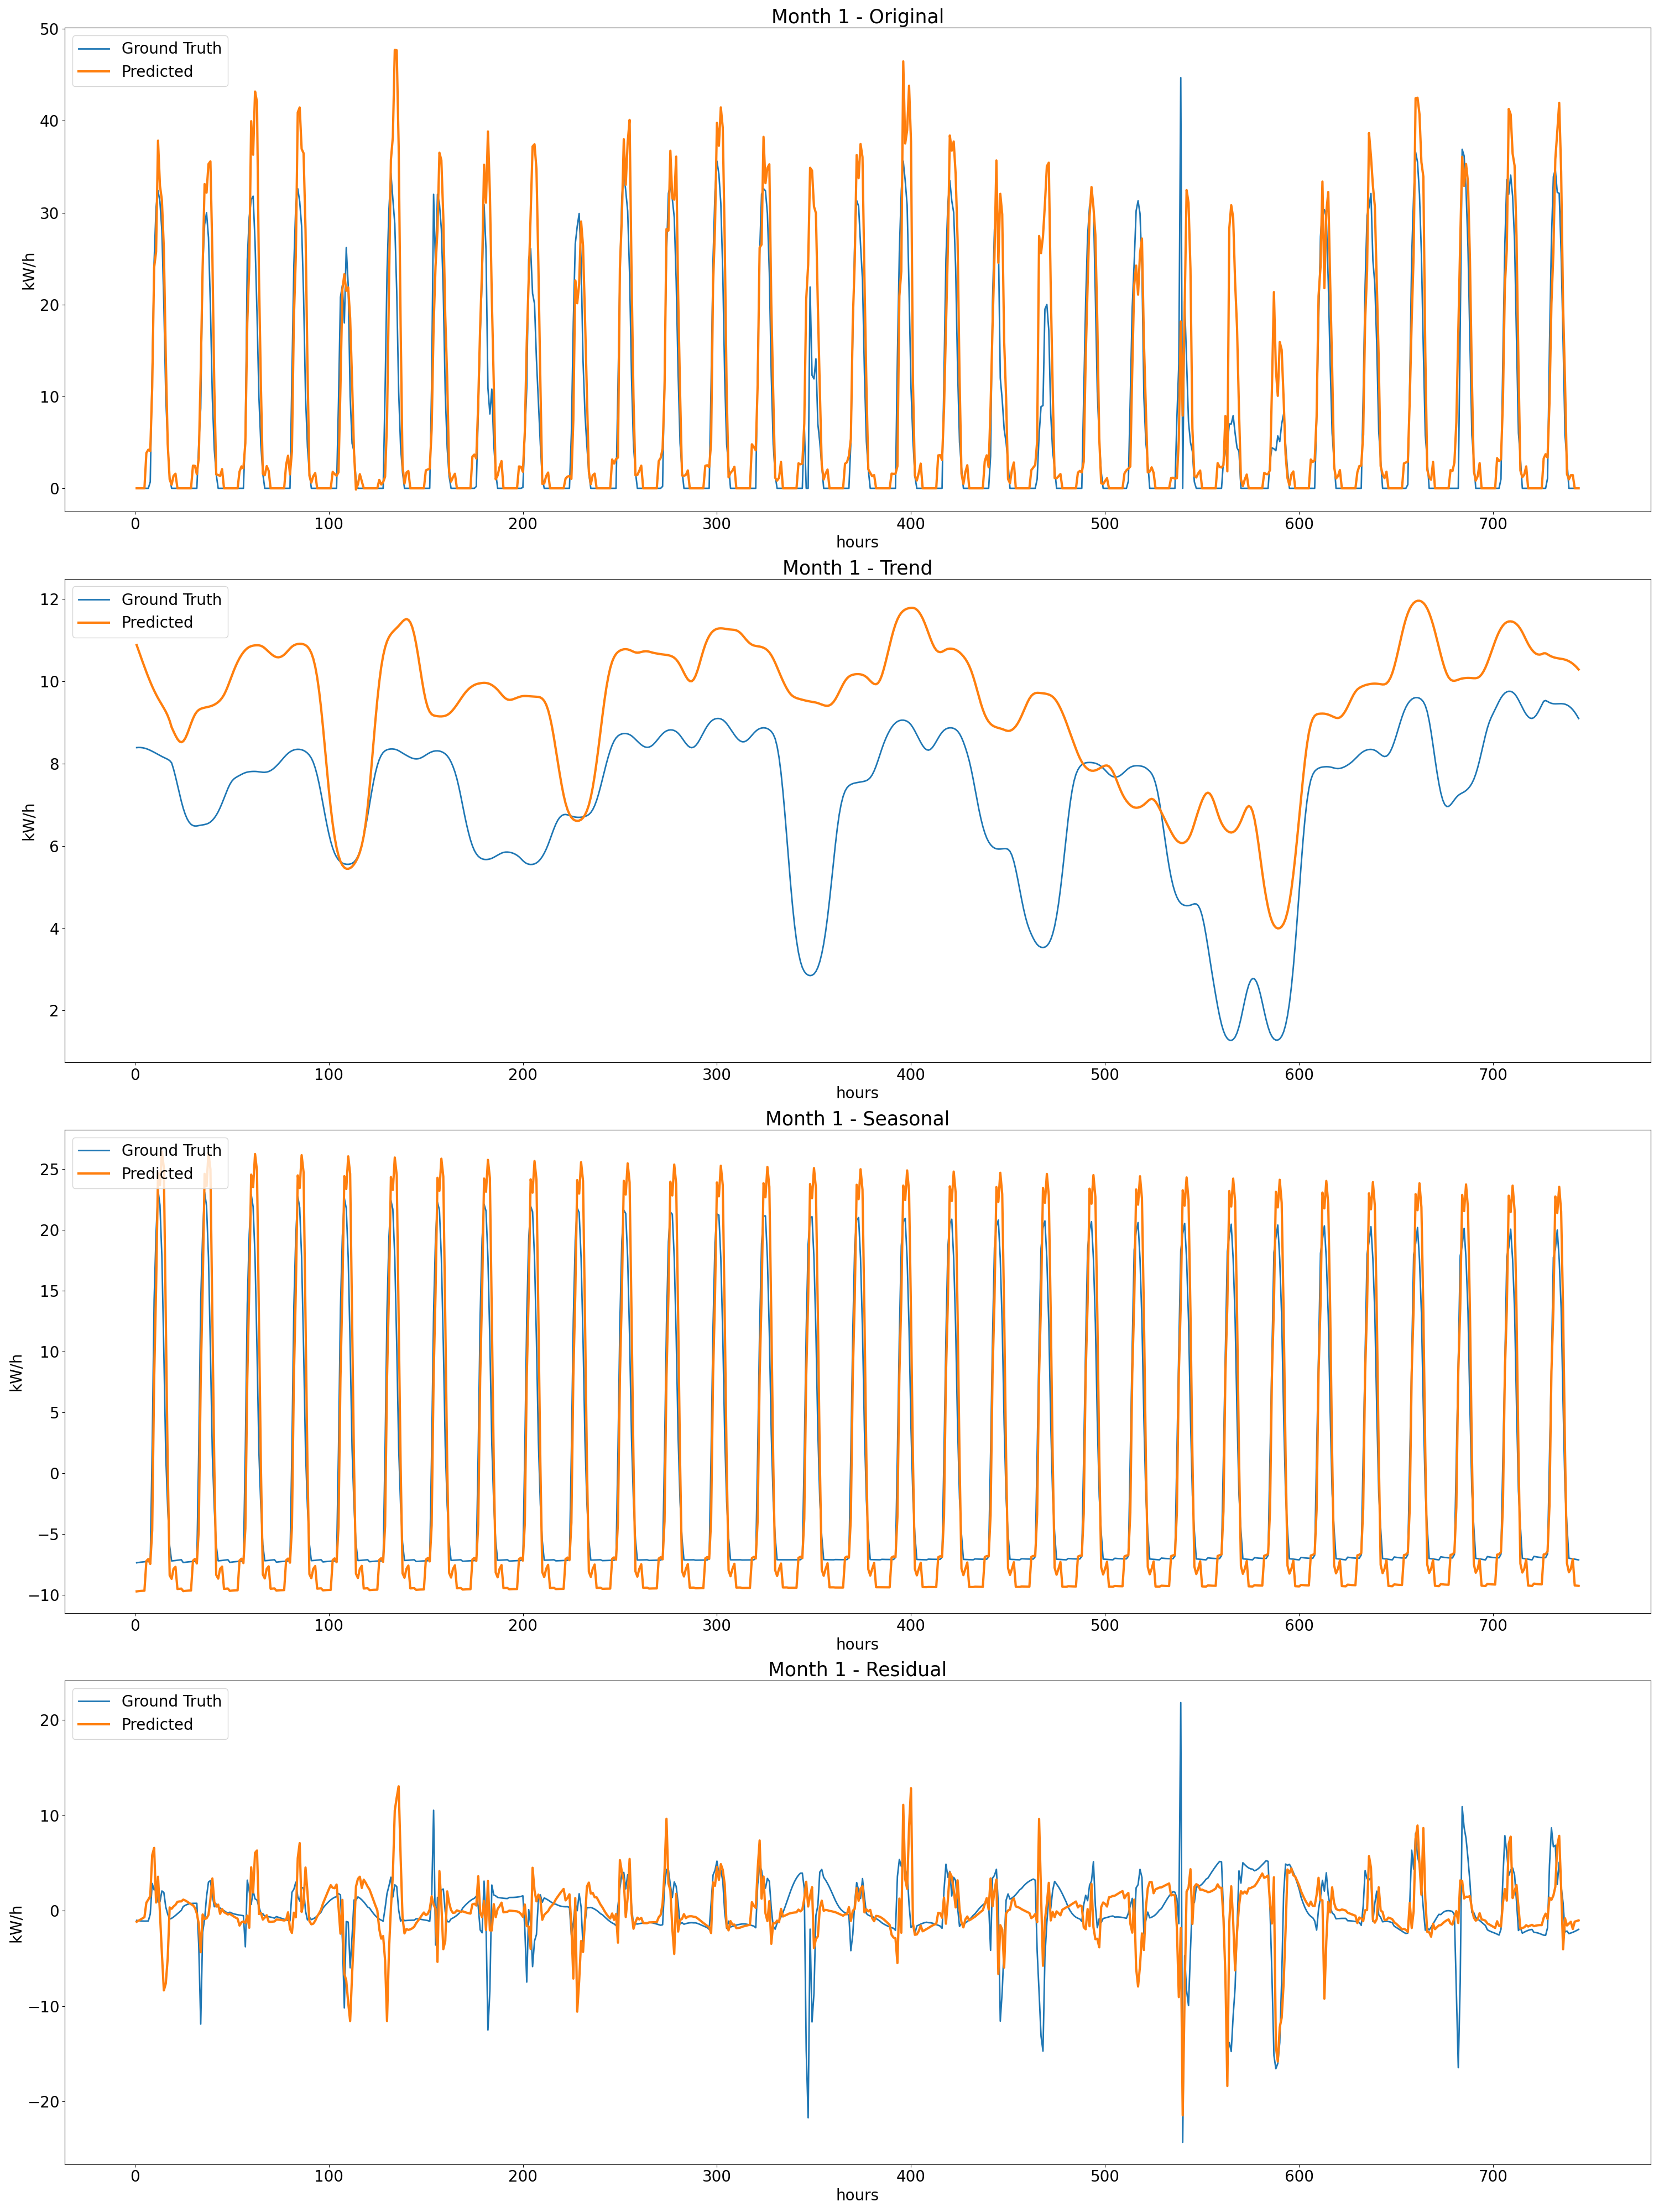 Month 1 - Original
Ground Truth
Predicted
kW/h
50
40
30
20
10
0
0 100 200 300 400 500 600 700
hours
Month 1 - Trend
Ground Truth
Predicted
kW/h
12
10
8
6
4
2
0 100 200 300 400 500 600 700
hours
Month 1 - Seasonal
Ground Truth
Predicted
kW/h
25
20
15
10
5
0
−5
−10
0 100 200 300 400 500 600 700
hours
Month 1 - Residual
Ground Truth
Predicted
kW/h
20
10
0
−10
−20
0 100 200 300 400 500 600 700
hours